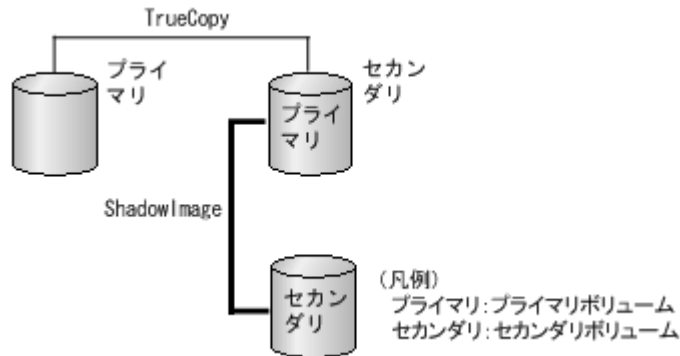 TrueCopy
プライ
マリ
セカン
ダリ
プライ
マリ
ShadowImage
セカン
ダリ
(凡例)
プライマリ:プライマリボリューム
セカンダリ:セカンダリボリューム